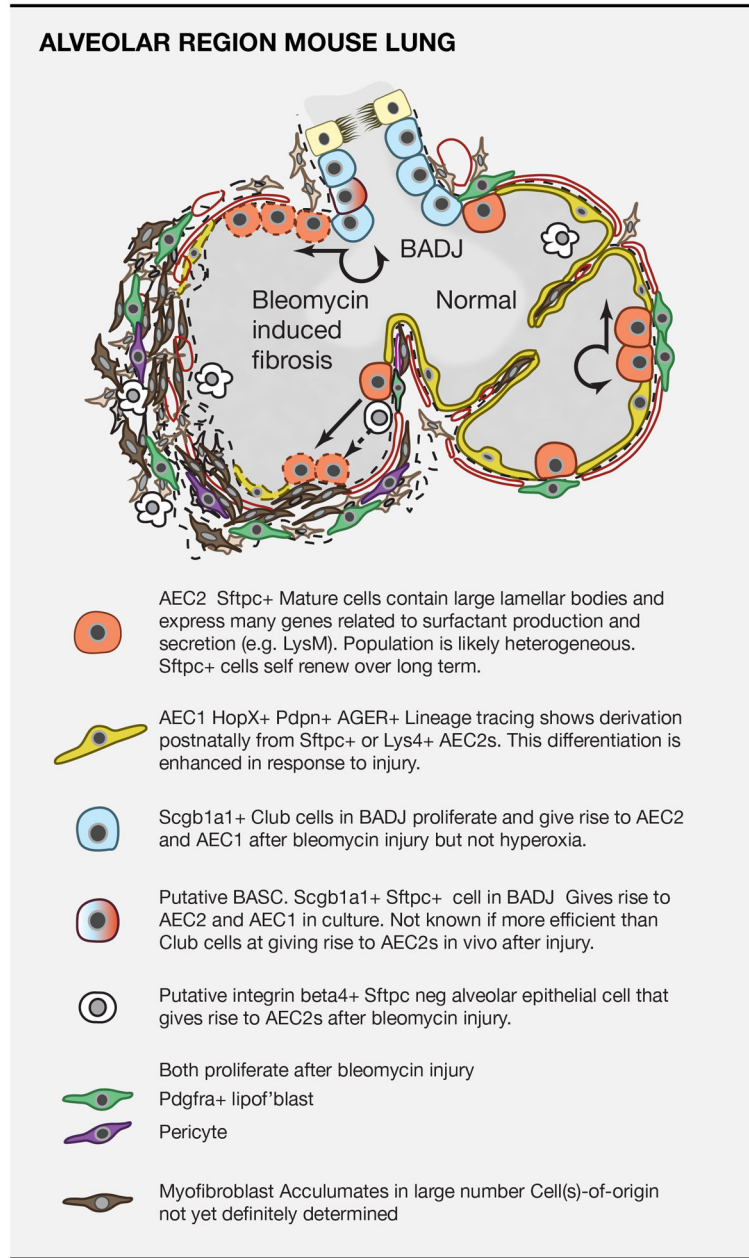 ALVEOLAR REGION MOUSE LUNG
BADJ
Bleomycin
induced
fibrosis
Normal
AEC2 Sftpc+ Mature cells contain large lamellar bodies and
express many genes related to surfactant production and
secretion (e.g. LysM). Population is likely heterogeneous.
Sftpc+ cells self renew over long term.
AEC1 HopX+ Pdpn+ AGER+ Lineage tracing shows derivation
postnatally from Sftpc+ or Lys4+ AEC2s. This differentiation is
enhanced in response to injury.
Scgb1a1+ Club cells in BADJ proliferate and give rise to AEC2
and AEC1 after bleomycin injury but not hyperoxia.
Putative BASC. Scgb1a1+ Sftpc+ cell in BADJ Gives rise to
AEC2 and AEC1 in culture. Not known if more efficient than
Club cells at giving rise to AEC2s in vivo after injury.
Putative integrin beta4+ Sftpc neg alveolar epithelial cell that
gives rise to AEC2s after bleomycin injury.
Both proliferate after bleomycin injury
Pdgfra+ lipof'blast
Pericyte
Myofibroblast Acculumates in large number Cell(s)-of-origin
not yet definitely determined